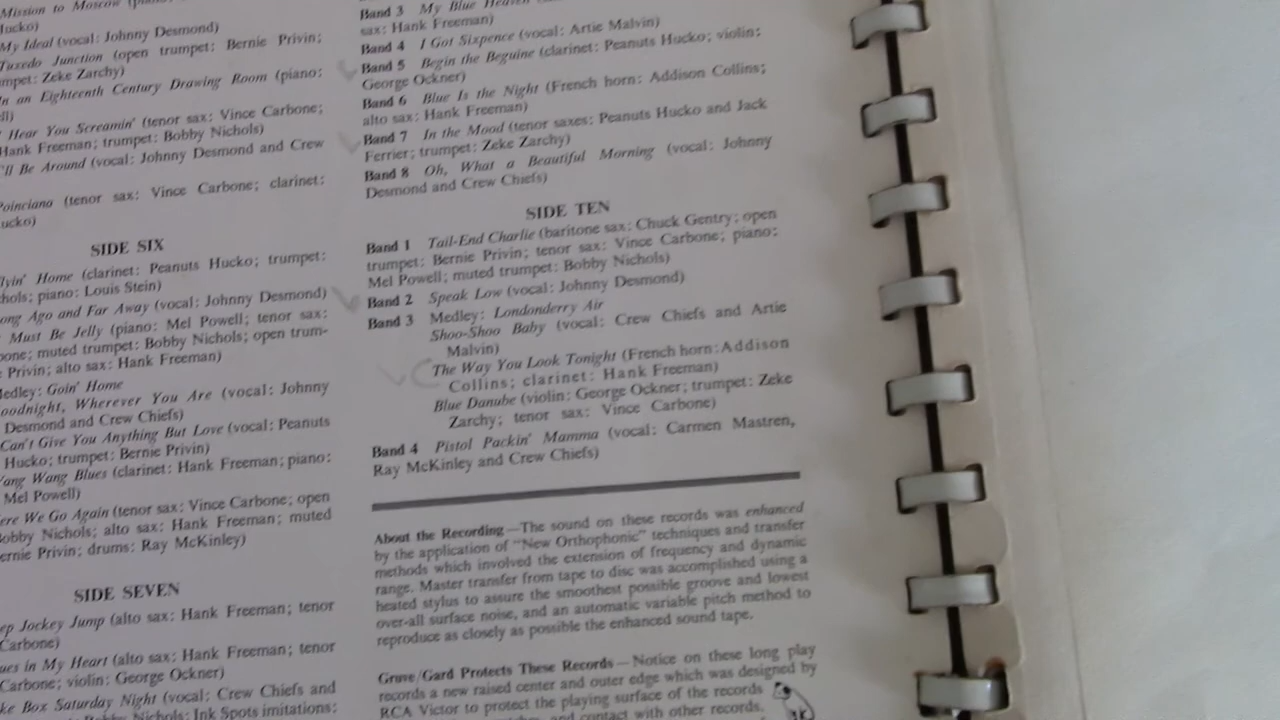 Mission to Moscow
Hucko)
My Ideal (vocal: Johnny Desmond)
Tuxedo Junction (open trumpet: Bernie Privin;
mpet: Zeke Zarchy)
In an Eighteenth Century Drawing Room (piano:
Hear You Screamin' (tenor sax: Vince Carbone;
Hank Freeman; trumpet: Bobby Nichols)
'll Be Around (vocal: Johnny Desmond and Crew
Poinciana (tenor sax: Vince Carbone; clarinet:
ucko)
SIDE SIX
lyin' Home (clarinet: Peanuts Hucko; trumpet:
chols; piano: Louis Stein)
ong Ago and Far Away (vocal: Johnny Desmond)
Must Be Jelly (piano: Mel Powell; tenor sax:
bone; muted trumpet: Bobby Nichols; open trum-
Privin; alto sax: Hank Freeman)
Medley: Goin' Home
oodnight, Wherever You Are (vocal: Johnny
Desmond and Crew Chiefs)
Can't Give You Anything But Love (vocal: Peanuts
Hucko; trumpet: Bernie Privin)
Wang Wang Blues (clarinet: Hank Freeman; piano:
Mel Powell)
ere We Go Again (tenor sax: Vince Carbone; open
Bobby Nichols; alto sax: Hank Freeman; muted
ernie Privin; drums: Ray McKinley)
SIDE SEVEN
ep Jockey Jump (alto sax: Hank Freeman; tenor
Carbone)
ues in My Heart (alto sax: Hank Freeman; tenor
Carbone; violin: George Ockner)
ke Box Saturday Night (vocal: Crew Chiefs and
Nichols; Ink Spots imitations:
Band 3 My Blue Heaven
sax: Hank Freeman)
Band 4 I Got Sixpence (vocal: Artie Malvin)
Band 5 Begin the Beguine (clarinet: Peanuts Hucko; violin:
George Ockner)
Band 6 Blue Is the Night (French horn: Addison Collins;
alto sax: Hank Freeman)
Band 7 In the Mood (tenor saxes: Peanuts Hucko and Jack
Ferrier; trumpet: Zeke Zarchy)
Band 8 Oh, What a Beautiful Morning (vocal: Johnny
Desmond and Crew Chiefs)
SIDE TEN
Band 1 Tail-End Charlie (baritone sax: Chuck Gentry; open
trumpet: Bernie Privin; tenor sax: Vince Carbone; piano:
Mel Powell; muted trumpet: Bobby Nichols)
Band 2 Speak Low (vocal: Johnny Desmond)
Band 3 Medley: Londonderry Air
Shoo-Shoo Baby (vocal: Crew Chiefs and Artie
Malvin)
The Way You Look Tonight (French horn: Addison
Collins; clarinet: Hank Freeman)
Blue Danube (violin: George Ockner; trumpet: Zeke
Zarchy; tenor sax: Vince Carbone)
Band 4 Pistol Packin' Mamma (vocal: Carmen Mastren,
Ray McKinley and Crew Chiefs)
About the Recording—The sound on these records was enhanced
by the application of "New Orthophonic" techniques and transfer
methods which involved the extension of frequency and dynamic
range. Master transfer from tape to disc was accomplished using a
heated stylus to assure the smoothest possible groove and lowest
over-all surface noise, and an automatic variable pitch method to
reproduce as closely as possible the enhanced sound tape.
Gruve/Gard Protects These Records—Notice on these long play
records a new raised center and outer edge which was designed by
RCA Victor to protect the playing surface of the records
and contact with other records.